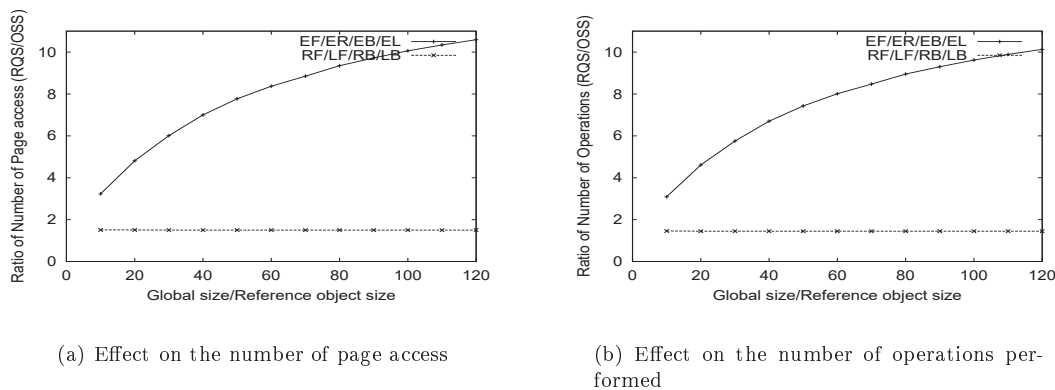 Ratio of Number of Page access (RQS/OSS)
10
8
6
4
2
0
EF/ER/EB/EL
RF/LF/RB/LB
0 20 40 60 80 100 120
Global size/Reference object size
(a) Effect on the number of page access
Ratio of Number of Operations (RQS/OSS)
10
8
6
4
2
0
EF/ER/EB/EL
RF/LF/RB/LB
0 20 40 60 80 100 120
Global size/Reference object size
(b) Effect on the number of operations per-
formed